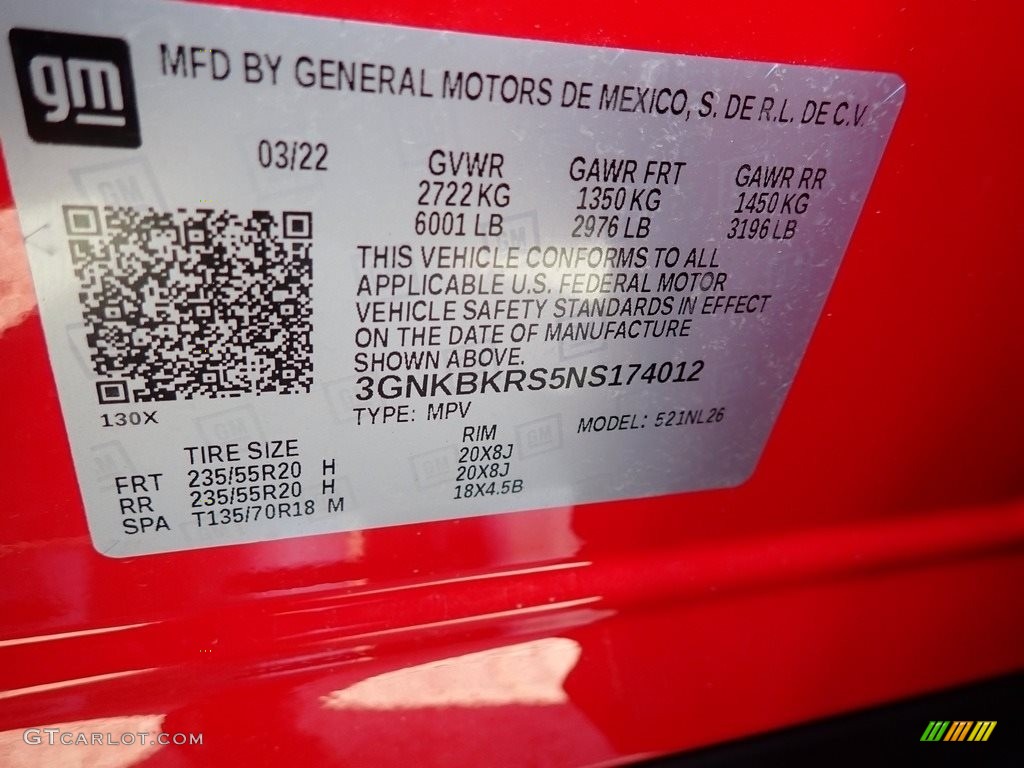 gm
MFD BY GENERAL MOTORS DE MEXICO, S. DE R.L. DE C.V.
03/22 GVWR GAWR FRT GAWR RR
2722 KG 1350 KG 1450 KG
6001 LB 2976 LB 3196 LB
THIS VEHICLE CONFORMS TO ALL
APPLICABLE U.S. FEDERAL MOTOR
VEHICLE SAFETY STANDARDS IN EFFECT
ON THE DATE OF MANUFACTURE
SHOWN ABOVE.
3GNKBKRS5NS174012
130X TYPE: MPV MODEL: 521NL26
TIRE SIZE RIM
FRT 235/55R20 H 20X8J
RR 235/55R20 H 20X8J
SPA T135/70R18 M 18X4.5B
GTcarlot.com